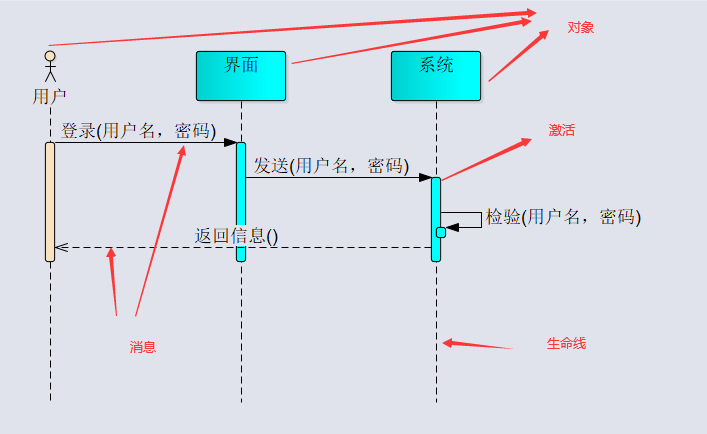 对象
界面
系统
用户
登录(用户名，密码)
激活
发送(用户名，密码)
检验(用户名，密码)
返回信息()
消息
生命线